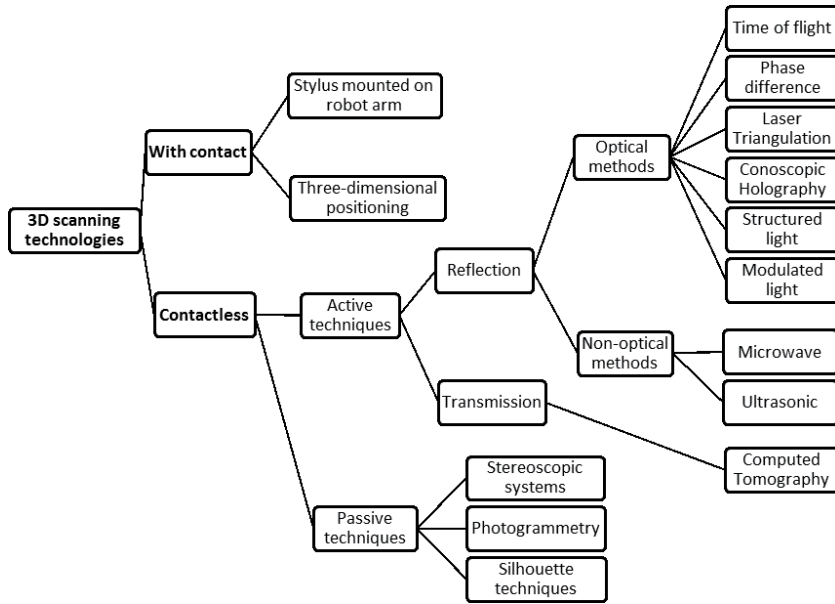 3D scanning
technologies
With contact
Stylus mounted on
robot arm
Three-dimensional
positioning
Contactless
Active
techniques
Reflection
Optical
methods
Time of flight
Phase
difference
Laser
Triangulation
Conoscopic
Holography
Structured
light
Modulated
light
Non-optical
methods
Microwave
Ultrasonic
Transmission
Computed
Tomography
Passive
techniques
Stereoscopic
systems
Photogrammetry
Silhouette
techniques